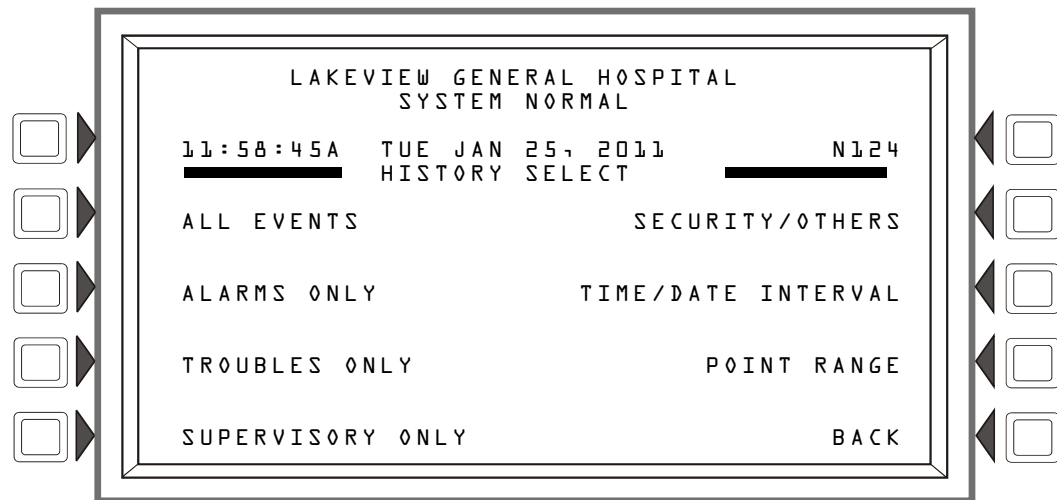 LAKEVIEW GENERAL HOSPITAL
SYSTEM NORMAL
11:58:45A TUE JAN 25, 2011 N124
HISTORY SELECT
ALL EVENTS SECURITY/OTHERS
ALARMS ONLY TIME/DATE INTERVAL
TROUBLES ONLY POINT RANGE
SUPERVISORY ONLY BACK